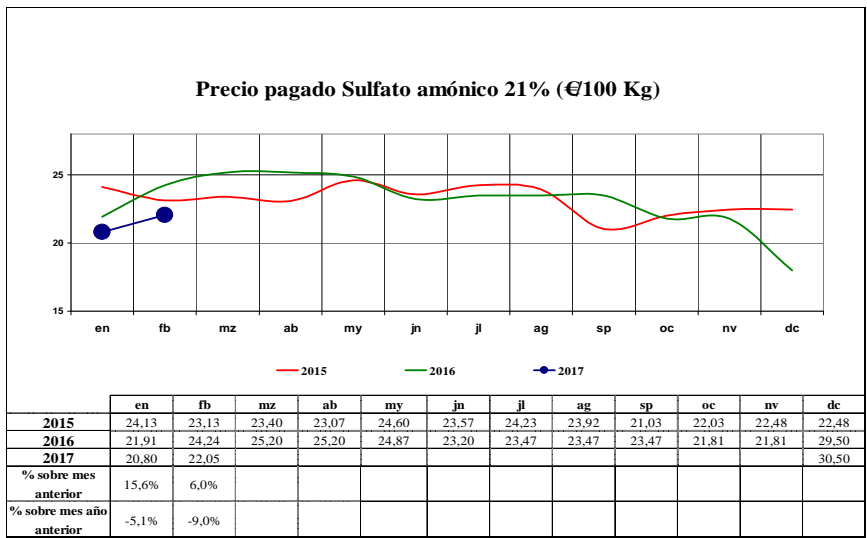 Precio pagado Sulfato amónico 21% (€/100 Kg)
25
20
15
en fb mz ab my jn jl ag sp oc nv dc
2015 2016 2017
en fb mz ab my jn jl ag sp oc nv dc
2015 24,13 23,13 23,40 23,07 24,60 23,57 24,23 23,92 21,03 22,03 22,48 22,48
2016 21,91 24,24 25,20 25,20 24,87 23,20 23,47 23,47 23,47 21,81 21,81 29,50
2017 20,80 22,05 30,50
% sobre mes
anterior 15,6% 6,0%
% sobre mes año
anterior -5,1% -9,0%